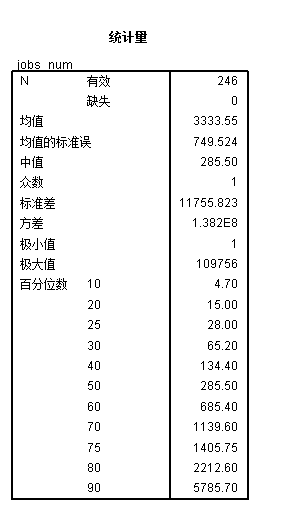 统计量
jobs_num
N 有效 246
缺失 0
均值 3333.55
均值的标准误 749.524
中值 285.50
众数 1
标准差 11755.823
方差 1.382E8
极小值 1
极大值 109756
百分位数 10 4.70
20 15.00
25 28.00
30 65.20
40 134.40
50 285.50
60 685.40
70 1139.60
75 1405.75
80 2212.60
90 5785.70